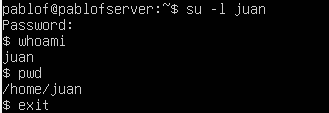 pablof@pablofserver:~$ su -l juan
Password:
$ whoami
juan
$ pwd
/home/juan
$ exit